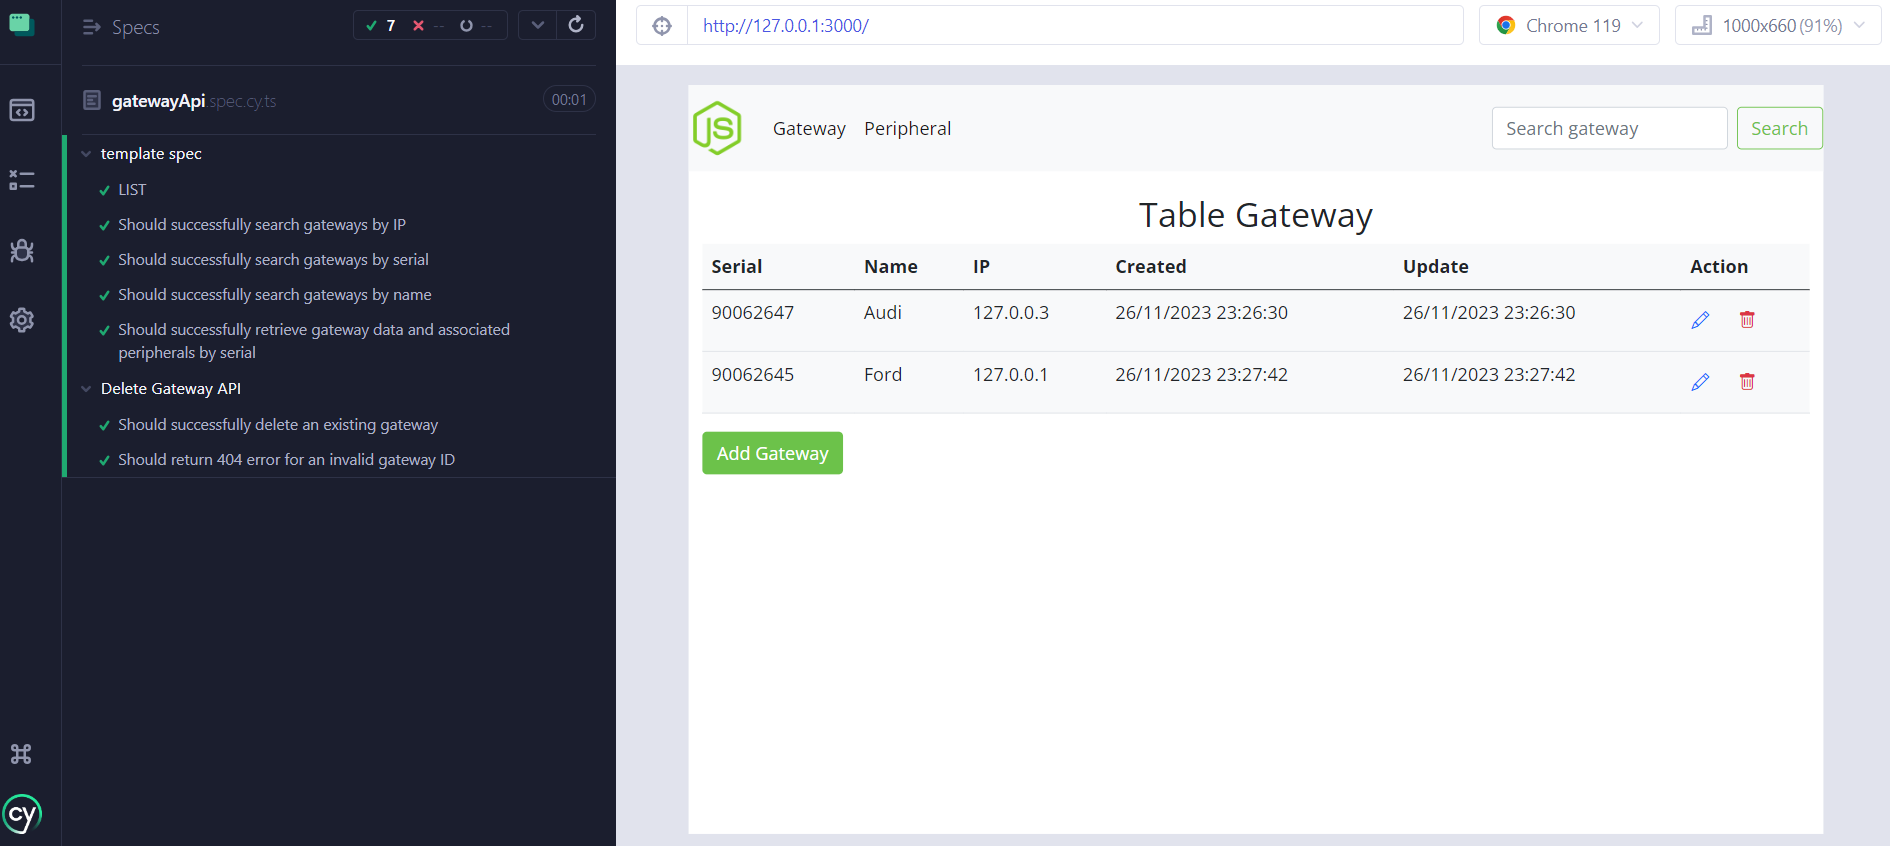 Specs
7 -- --
gatewayApi.spec.cy.ts 00:01
template spec
LIST
Should successfully search gateways by IP
Should successfully search gateways by serial
Should successfully search gateways by name
Should successfully retrieve gateway data and associated
peripherals by serial
Delete Gateway API
Should successfully delete an existing gateway
Should return 404 error for an invalid gateway ID
cy
http://127.0.0.1:3000/ Chrome 119 1000x660 (91%)
JS Gateway Peripheral Search gateway Search
Table Gateway
Serial Name IP Created Update Action
90062647 Audi 127.0.0.3 26/11/2023 23:26:30 26/11/2023 23:26:30
90062645 Ford 127.0.0.1 26/11/2023 23:27:42 26/11/2023 23:27:42
Add Gateway